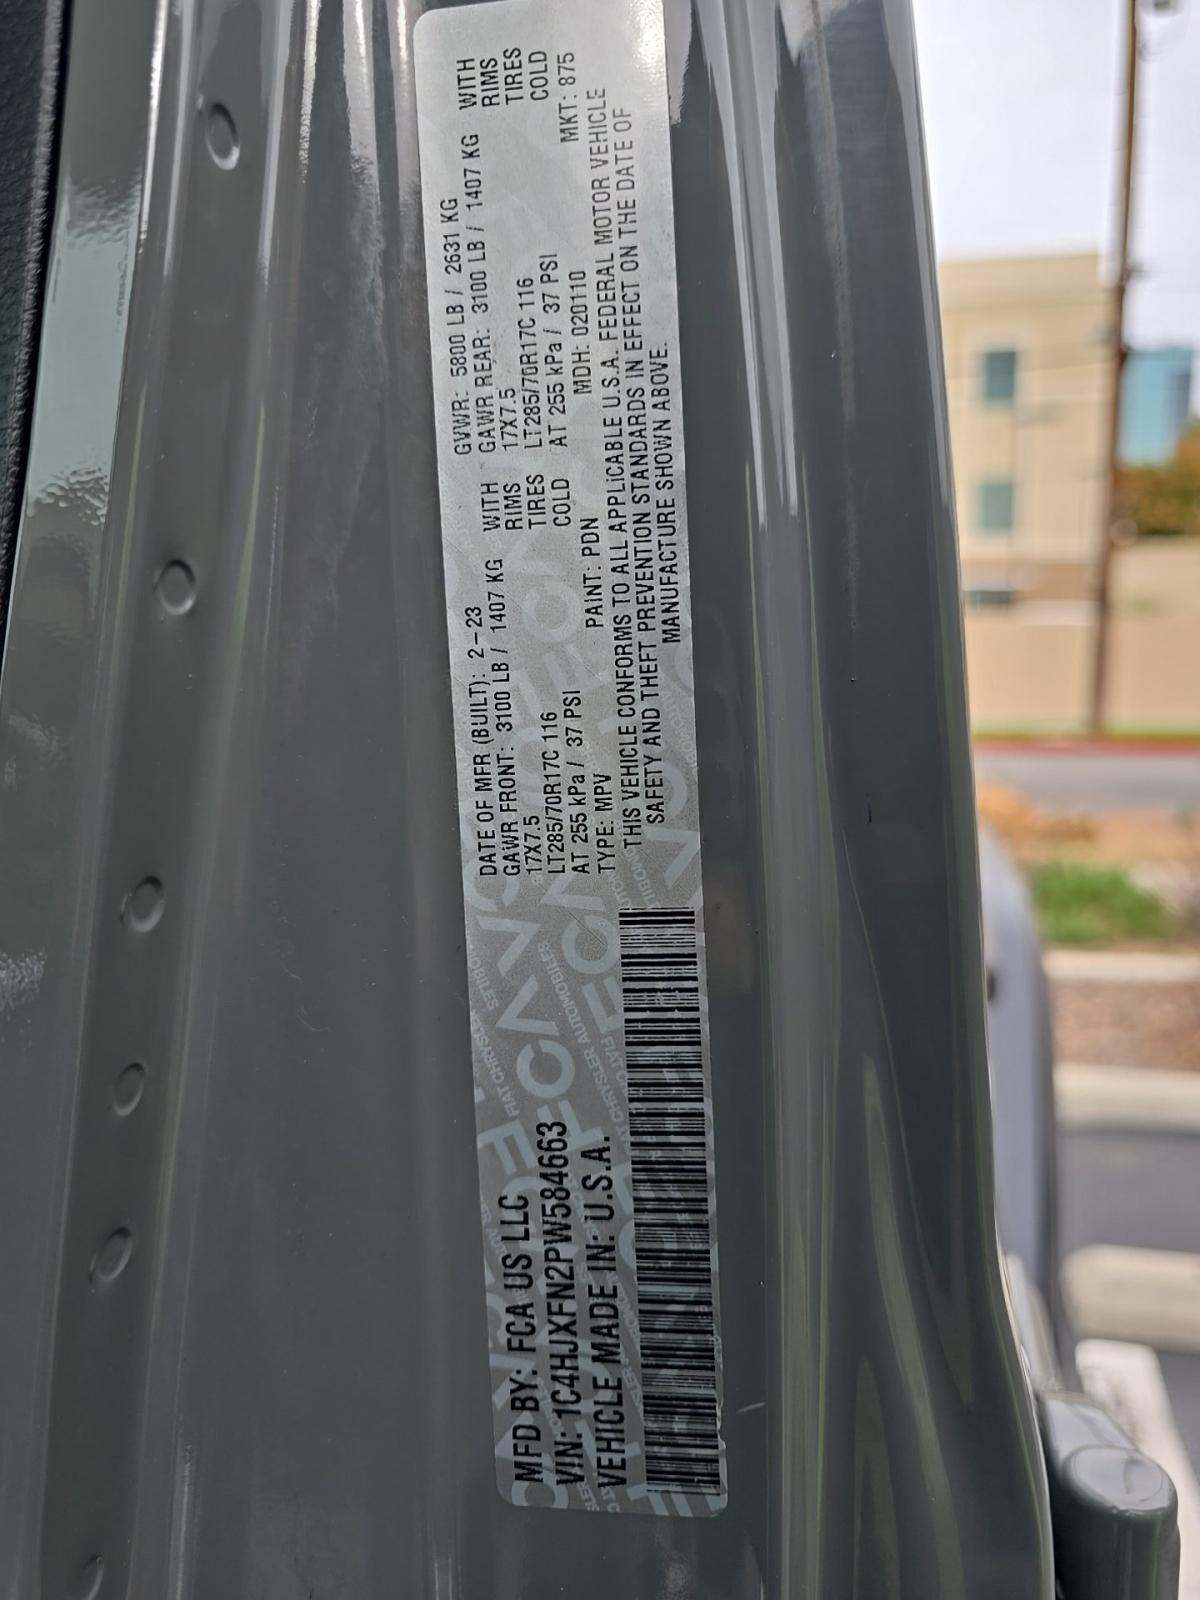 MFD BY: FCA US LLC
VIN: 1C4HJXFN2PW584663
VEHICLE MADE IN: U.S.A.
DATE OF MFR (BUILT): 2-23 GVWR: 5800 LB / 2631 KG
GAWR FRONT: 3100 LB / 1407 KG WITH GAWR REAR: 3100 LB / 1407 KG WITH
17X7.5 RIMS 17X7.5 RIMS
LT285/70R17C 116 TIRES LT285/70R17C 116 TIRES
AT 255 kPa / 37 PSI COLD AT 255 kPa / 37 PSI COLD
TYPE: MPV PAINT: PDN MDH: 020110 MKT: 875
THIS VEHICLE CONFORMS TO ALL APPLICABLE U.S.A. FEDERAL MOTOR VEHICLE
SAFETY AND THEFT PREVENTION STANDARDS IN EFFECT ON THE DATE OF
MANUFACTURE SHOWN ABOVE.